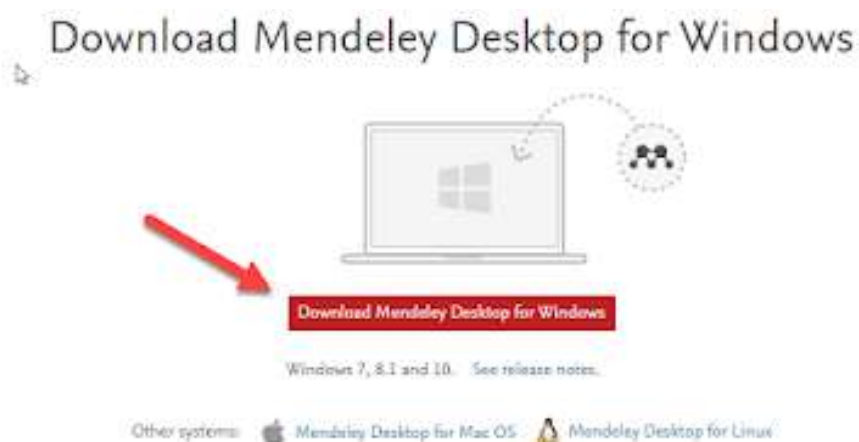 Download Mendeley Desktop for Windows
Download Mendeley Desktop for Windows
Windows 7, 8.1 and 10. See release notes.
Other systems: Mendeley Desktop for Mac OS Mendeley Desktop for Linux